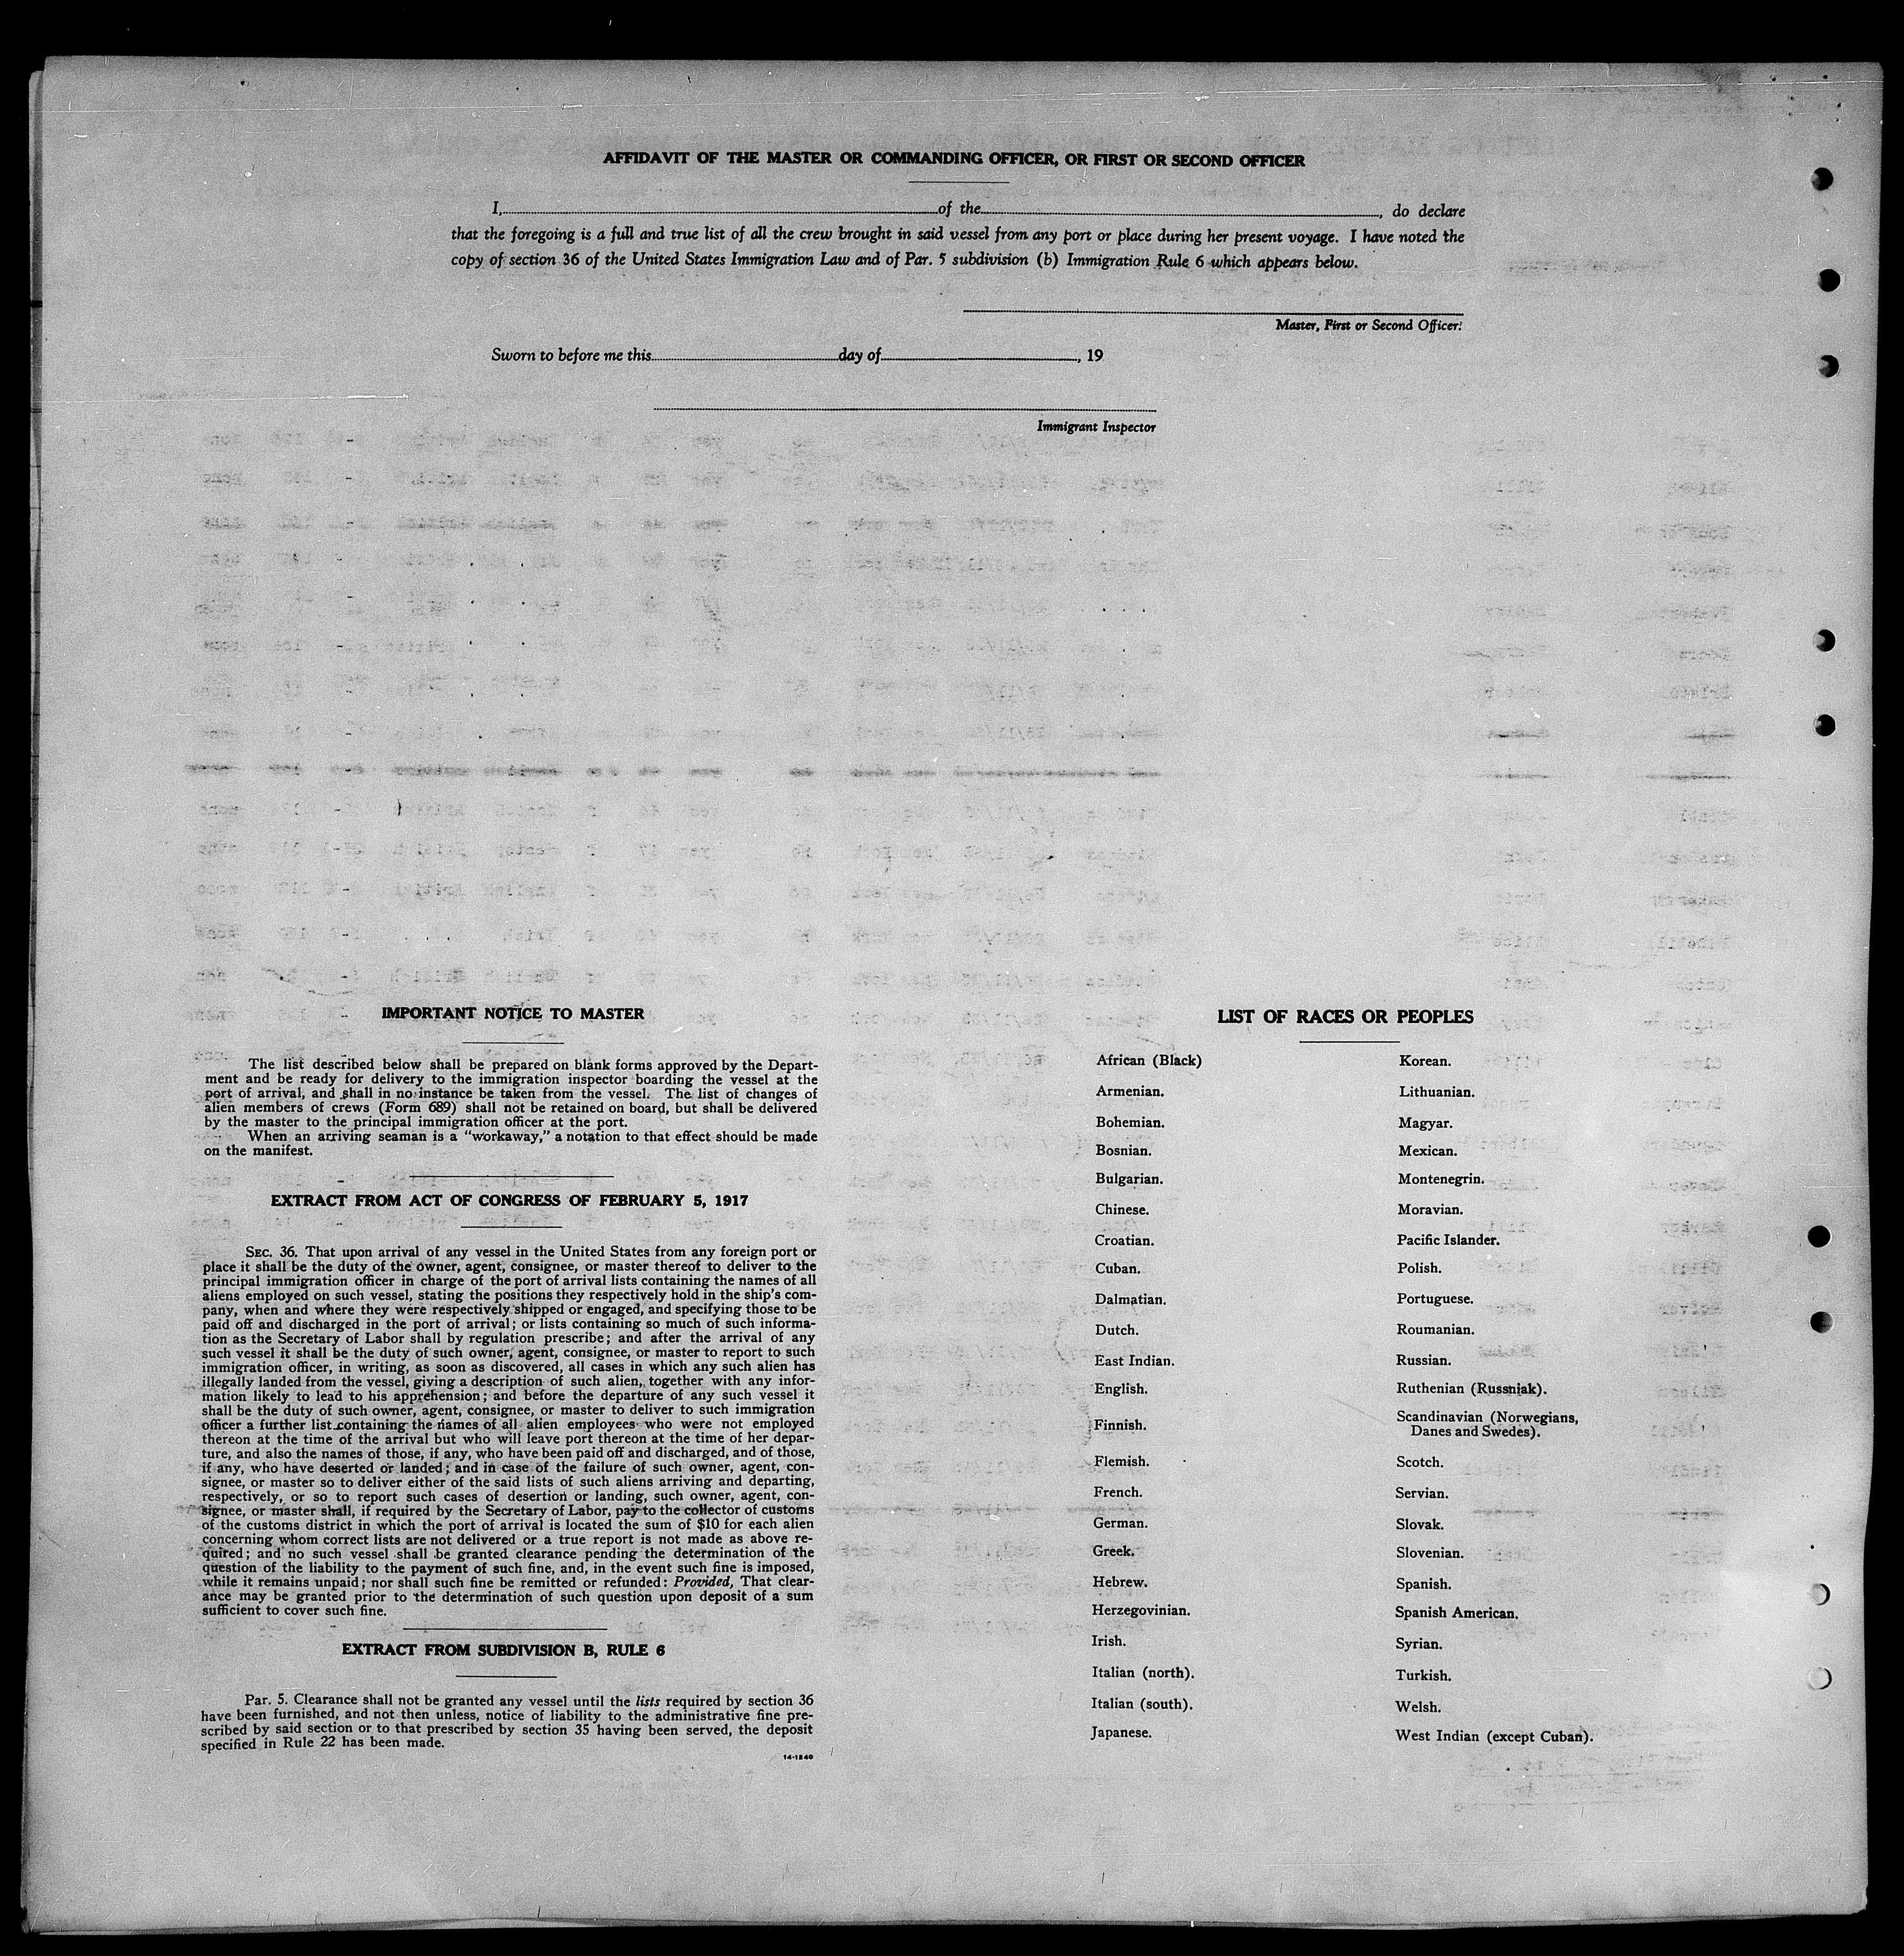 AFFIDAVIT OF THE MASTER OR COMMANDING OFFICER, OR FIRST OR SECOND OFFICER
I, of the , do declare
that the foregoing is a full and true list of all the crew brought in said vessel from any port or place during her present voyage. I have noted the
copy of section 36 of the United States Immigration Law and of Par. 5 subdivision (b) Immigration Rule 6 which appears below.
Master, First or Second Officer.
Sworn to before me this day of , 19
Immigrant Inspector
IMPORTANT NOTICE TO MASTER
The list described below shall be prepared on blank forms approved by the Depart-
ment and be ready for delivery to the immigration inspector boarding the vessel at the
port of arrival, and shall in no instance be taken from the vessel. The list of changes of
alien members of crews (Form 689) shall not be retained on board, but shall be delivered
by the master to the principal immigration officer at the port.
When an arriving seaman is a "workaway," a notation to that effect should be made
on the manifest.
EXTRACT FROM ACT OF CONGRESS OF FEBRUARY 5, 1917
SEC. 36. That upon arrival of any vessel in the United States from any foreign port or
place it shall be the duty of the owner, agent, consignee, or master thereof to deliver to the
principal immigration officer in charge of the port of arrival lists containing the names of all
aliens employed on such vessel, stating the positions they respectively hold in the ship's com-
pany, when and where they were respectively shipped or engaged, and specifying those to be
paid off and discharged in the port of arrival; or lists containing so much of such informa-
tion as the Secretary of Labor shall by regulation prescribe; and after the arrival of any
such vessel it shall be the duty of such owner, agent, consignee, or master to report to such
immigration officer, in writing, as soon as discovered, all cases in which any such alien has
illegally landed from the vessel, giving a description of such alien, together with any infor-
mation likely to lead to his apprehension; and before the departure of any such vessel it
shall be the duty of such owner, agent, consignee, or master to deliver to such immigration
officer a further list containing the names of all alien employees who were not employed
thereon at the time of the arrival but who will leave port thereon at the time of her depar-
ture, and also the names of those, if any, who have been paid off and discharged, and of those,
if any, who have deserted or landed; and in case of the failure of such owner, agent, con-
signee, or master so to deliver either of the said lists of such aliens arriving and departing,
respectively, or so to report such cases of desertion or landing, such owner, agent, con-
signee, or master shall, if required by the Secretary of Labor, pay to the collector of customs
of the customs district in which the port of arrival is located the sum of $10 for each alien
concerning whom correct lists are not delivered or a true report is not made as above re-
quired; and no such vessel shall be granted clearance pending the determination of the
question of the liability to the payment of such fine, and, in the event such fine is imposed,
while it remains unpaid; nor shall such fine be remitted or refunded: Provided, That clear-
ance may be granted prior to the determination of such question upon deposit of a sum
sufficient to cover such fine.
EXTRACT FROM SUBDIVISION B, RULE 6
Par. 5. Clearance shall not be granted any vessel until the lists required by section 36
have been furnished, and not then unless, notice of liability to the administrative fine pre-
scribed by said section or to that prescribed by section 35 having been served, the deposit
specified in Rule 22 has been made.
14-1240
LIST OF RACES OR PEOPLES
African (Black)
Armenian.
Bohemian.
Bosnian.
Bulgarian.
Chinese.
Croatian.
Cuban.
Dalmatian.
Dutch.
East Indian.
English.
Finnish.
Flemish.
French.
German.
Greek.
Hebrew.
Herzegovinian.
Irish.
Italian (north).
Italian (south).
Japanese.
Korean.
Lithuanian.
Magyar.
Mexican.
Montenegrin.
Moravian.
Pacific Islander.
Polish.
Portuguese.
Roumanian.
Russian.
Ruthenian (Russniak).
Scandinavian (Norwegians,
Danes and Swedes).
Scotch.
Servian.
Slovak.
Slovenian.
Spanish.
Spanish American.
Syrian.
Turkish.
Welsh.
West Indian (except Cuban).